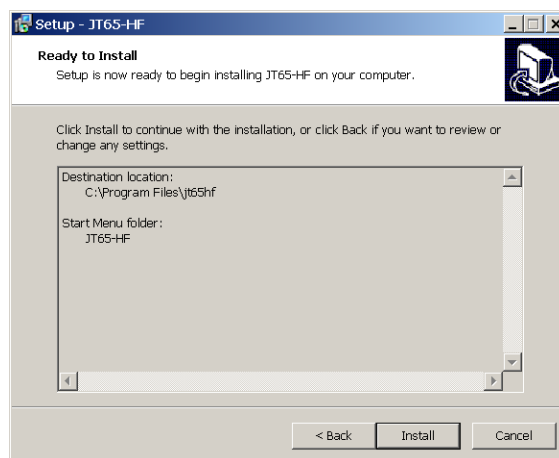 Setup - JT65-HF
Ready to Install
Setup is now ready to begin installing JT65-HF on your computer.
Click Install to continue with the installation, or click Back if you want to review or
change any settings.
Destination location:
C:\Program Files\jt65hf
Start Menu folder:
JT65-HF
< Back
Install
Cancel